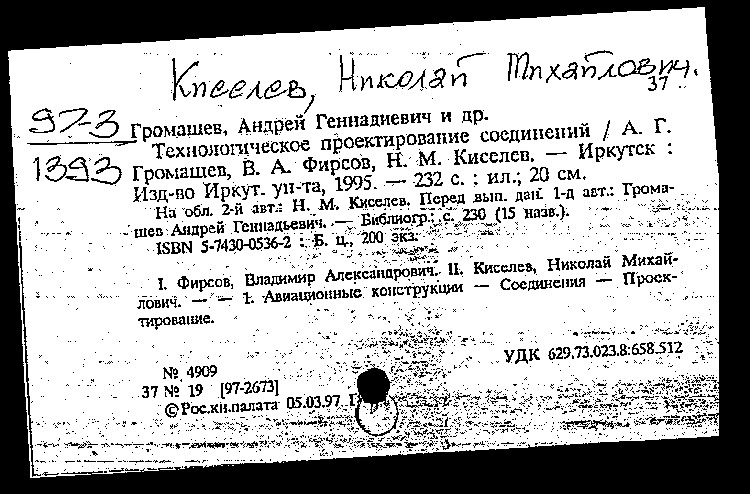 Киселев, Николай Михайлович.
37
97-3
1393
Громашев, Андрей Геннадиевич и др.
Технологическое проектирование соединений / А. Г.
Громашев, В. А. Фирсов, Н. М. Киселев. — Иркутск :
Изд-во Иркут. ун-та, 1995. — 232 с. : ил.; 20 см.
На обл. 2-й авт.: Н. М. Киселев. Перед вып. дан. 1-д авт.: Грома-
шев Андрей Геннадьевич. — Библиогр.: с. 230 (15 назв.).
ISBN 5-7430-0536-2 : Б. ц., 200 экз.
I. Фирсов, Владимир Александрович. II. Киселев, Николай Михай-
лович. — — 1. Авиационные конструкции — Соединения — Проек-
тирование.
№ 4909
УДК 629.73.023.8:658.512
37 № 19 [97-2673]
© Рос.кн.палата 05.03.97